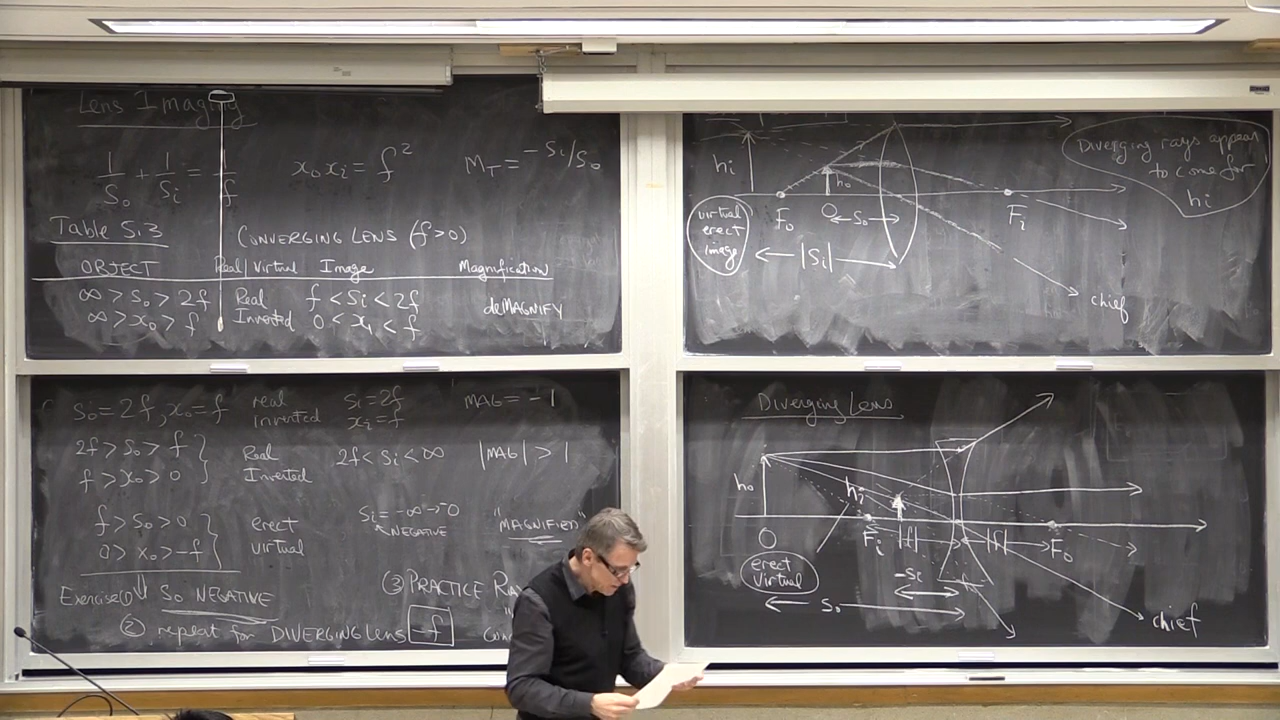 Lens Imaging
1/So + 1/Si = 1/f
xoxi = f²
MT = -Si/So
Table 5.3
CONVERGING LENS (f>0)
OBJECT Real/Virtual Image Magnification
∞ > So > 2f Real f < Si < 2f deMAGNIFY
∞ > xo > f Inverted 0 < xi < f
So = 2f, xo = f real Si = 2f MAG = -1
inverted xi = f
2f > So > f Real 2f < Si < ∞ |MAG| > 1
f > xo > 0 Inverted
f > So > 0 erect Si = -∞ → -0 "MAGNIFIED"
0 > xo > -f virtual NEGATIVE
Exercise ① So NEGATIVE
② repeat for DIVERGING Lens -f
③ PRACTICE
hi
ho
Fo
O
So
Fi
|Si|
chief
virtual
erect
image
Diverging rays appear
to come for
hi
Diverging Lens
ho
hi
O
Fi
|f|
|f|
Fo
erect
virtual
-Si
So
chief